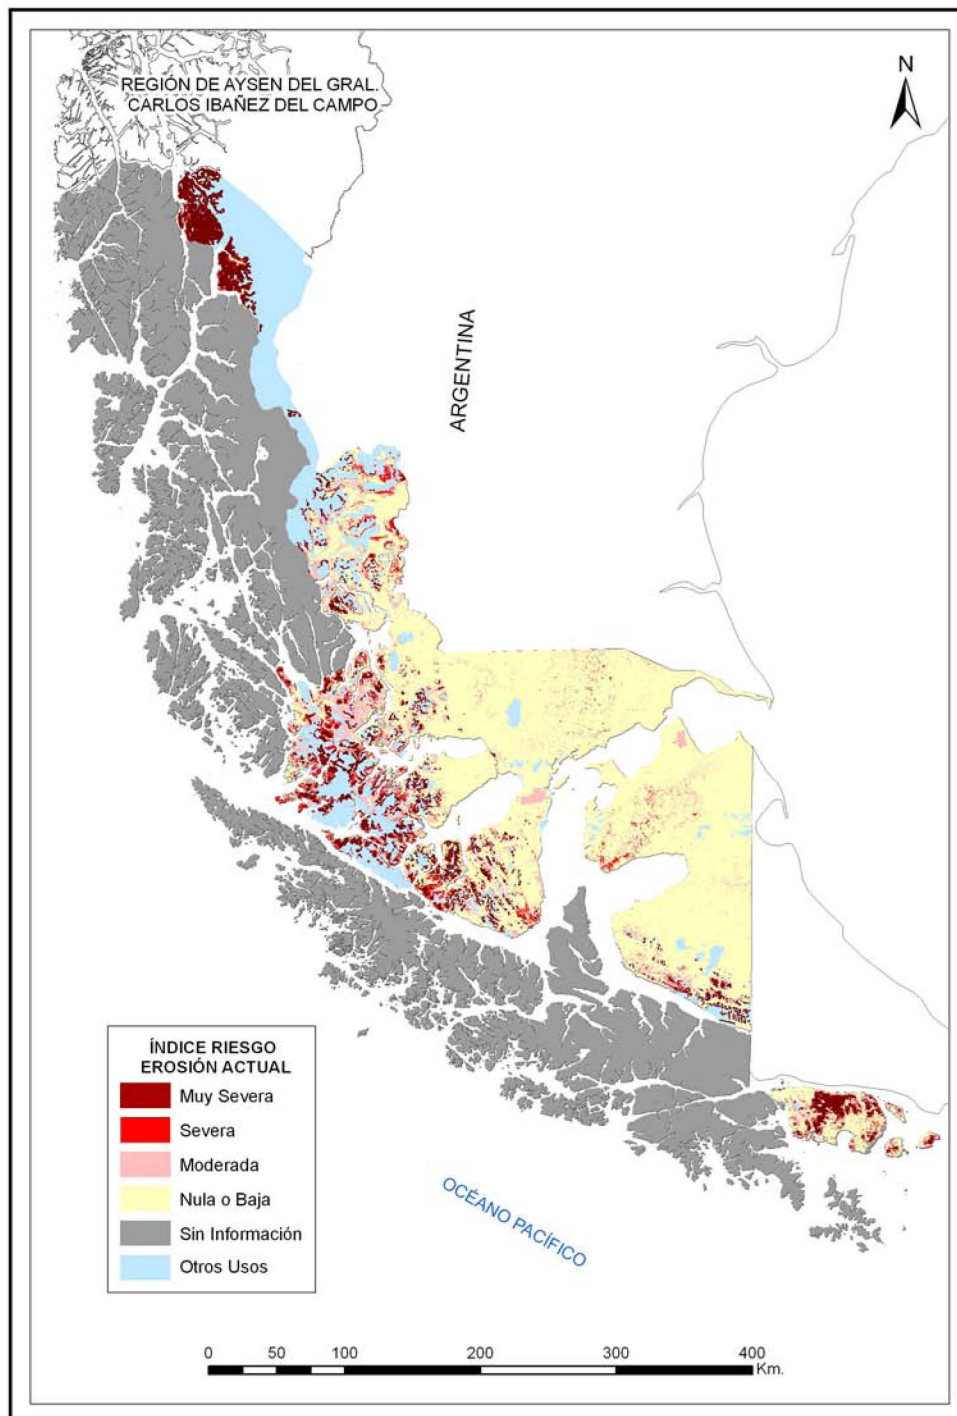 REGIÓN DE AYSEN DEL GRAL.
CARLOS IBAÑEZ DEL CAMPO
N
ARGENTINA
ÍNDICE RIESGO
EROSIÓN ACTUAL
Muy Severa
Severa
Moderada
Nula o Baja
Sin Información
Otros Usos
OCÉANO PACÍFICO
0 50 100 200 300 400
Km.